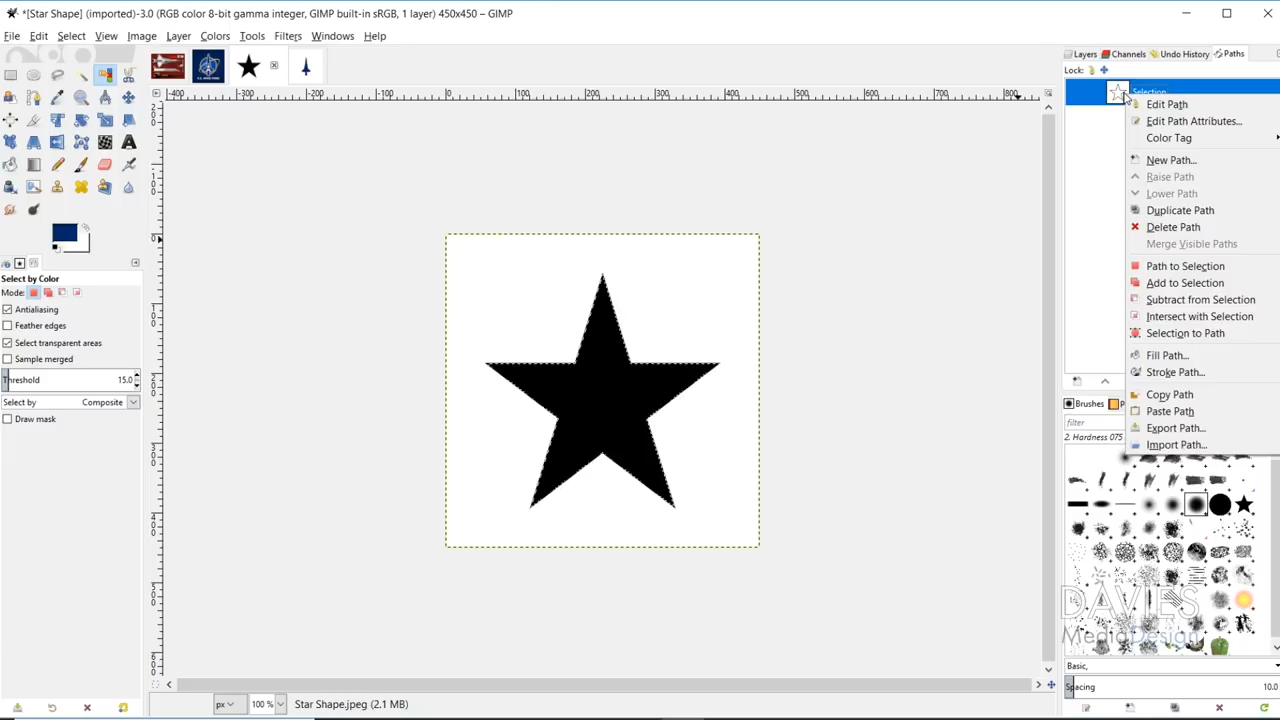 *[Star Shape] (imported)-3.0 (RGB color 8-bit gamma integer, GIMP built-in sRGB, 1 layer) 450x450 – GIMP
File Edit Select View Image Layer Colors Tools Filters Windows Help
Layers Channels Undo History Paths
Lock:
-400 -300 -200 -100 0 100 200 300 400 500 600 700 800
Selection
Edit Path
Edit Path Attributes...
Color Tag
New Path...
Raise Path
Lower Path
Duplicate Path
Delete Path
Merge Visible Paths
Path to Selection
Add to Selection
Subtract from Selection
Intersect with Selection
Selection to Path
Fill Path...
Stroke Path...
Copy Path
Paste Path
Export Path...
Import Path...
Select by Color
Mode:
Antialiasing
Feather edges
Select transparent areas
Sample merged
Threshold 15.0
Select by Composite
Draw mask
Brushes P
filter
2. Hardness 075
DAVIES
MediaDesign
Basic,
Spacing 10.0
px 100 % Star Shape.jpeg (2.1 MB)